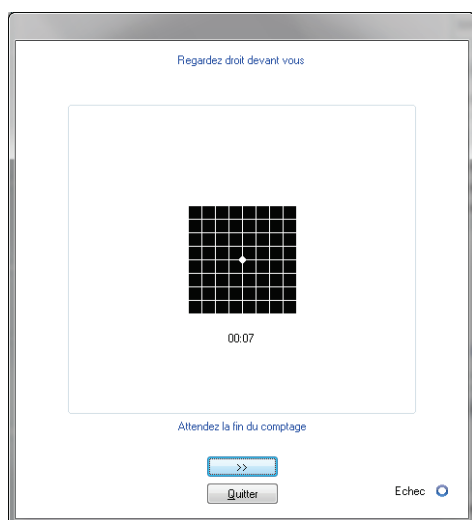 Regardez droit devant vous
00:07
Attendez la fin du comptage
>>
Quitter
Echec